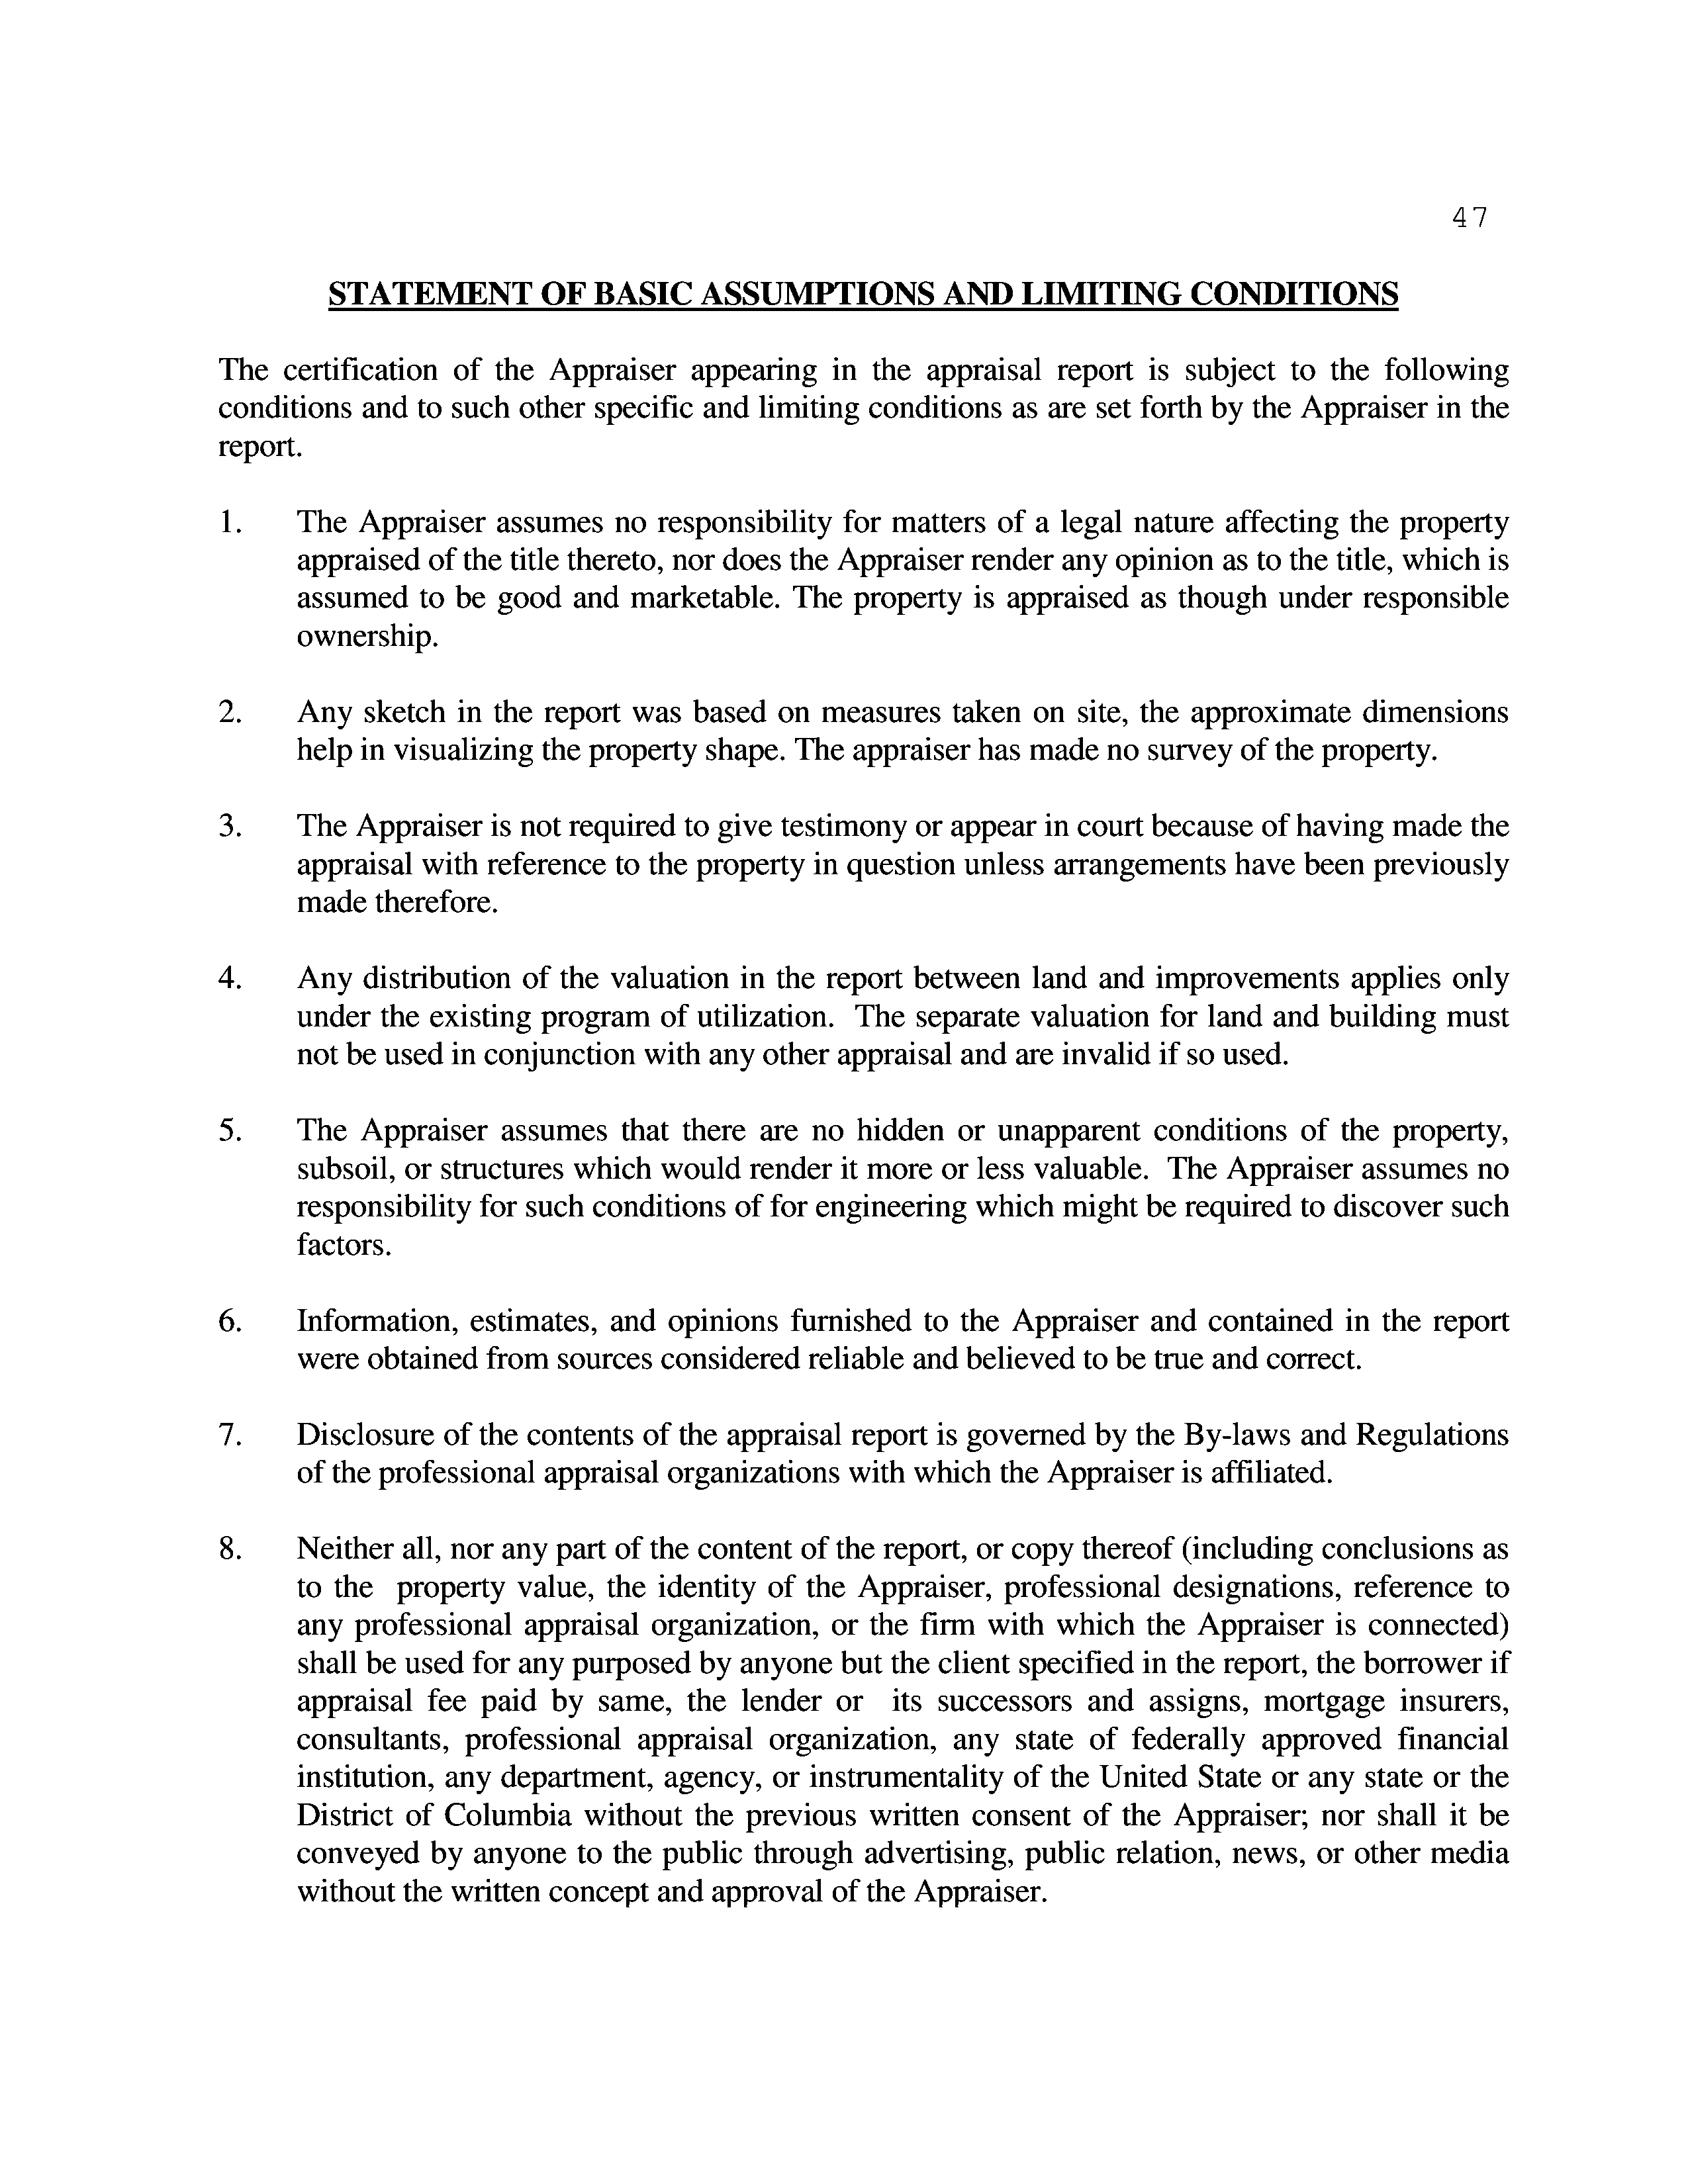 47
STATEMENT OF BASIC ASSUMPTIONS AND LIMITING CONDITIONS
The certification of the Appraiser appearing in the appraisal report is subject to the following
conditions and to such other specific and limiting conditions as are set forth by the Appraiser in the
report.
1. The Appraiser assumes no responsibility for matters of a legal nature affecting the property
appraised of the title thereto, nor does the Appraiser render any opinion as to the title, which is
assumed to be good and marketable. The property is appraised as though under responsible
ownership.
2. Any sketch in the report was based on measures taken on site, the approximate dimensions
help in visualizing the property shape. The appraiser has made no survey of the property.
3. The Appraiser is not required to give testimony or appear in court because of having made the
appraisal with reference to the property in question unless arrangements have been previously
made therefore.
4. Any distribution of the valuation in the report between land and improvements applies only
under the existing program of utilization. The separate valuation for land and building must
not be used in conjunction with any other appraisal and are invalid if so used.
5. The Appraiser assumes that there are no hidden or unapparent conditions of the property,
subsoil, or structures which would render it more or less valuable. The Appraiser assumes no
responsibility for such conditions of for engineering which might be required to discover such
factors.
6. Information, estimates, and opinions furnished to the Appraiser and contained in the report
were obtained from sources considered reliable and believed to be true and correct.
7. Disclosure of the contents of the appraisal report is governed by the By-laws and Regulations
of the professional appraisal organizations with which the Appraiser is affiliated.
8. Neither all, nor any part of the content of the report, or copy thereof (including conclusions as
to the property value, the identity of the Appraiser, professional designations, reference to
any professional appraisal organization, or the firm with which the Appraiser is connected)
shall be used for any purposed by anyone but the client specified in the report, the borrower if
appraisal fee paid by same, the lender or its successors and assigns, mortgage insurers,
consultants, professional appraisal organization, any state of federally approved financial
institution, any department, agency, or instrumentality of the United State or any state or the
District of Columbia without the previous written consent of the Appraiser; nor shall it be
conveyed by anyone to the public through advertising, public relation, news, or other media
without the written concept and approval of the Appraiser.